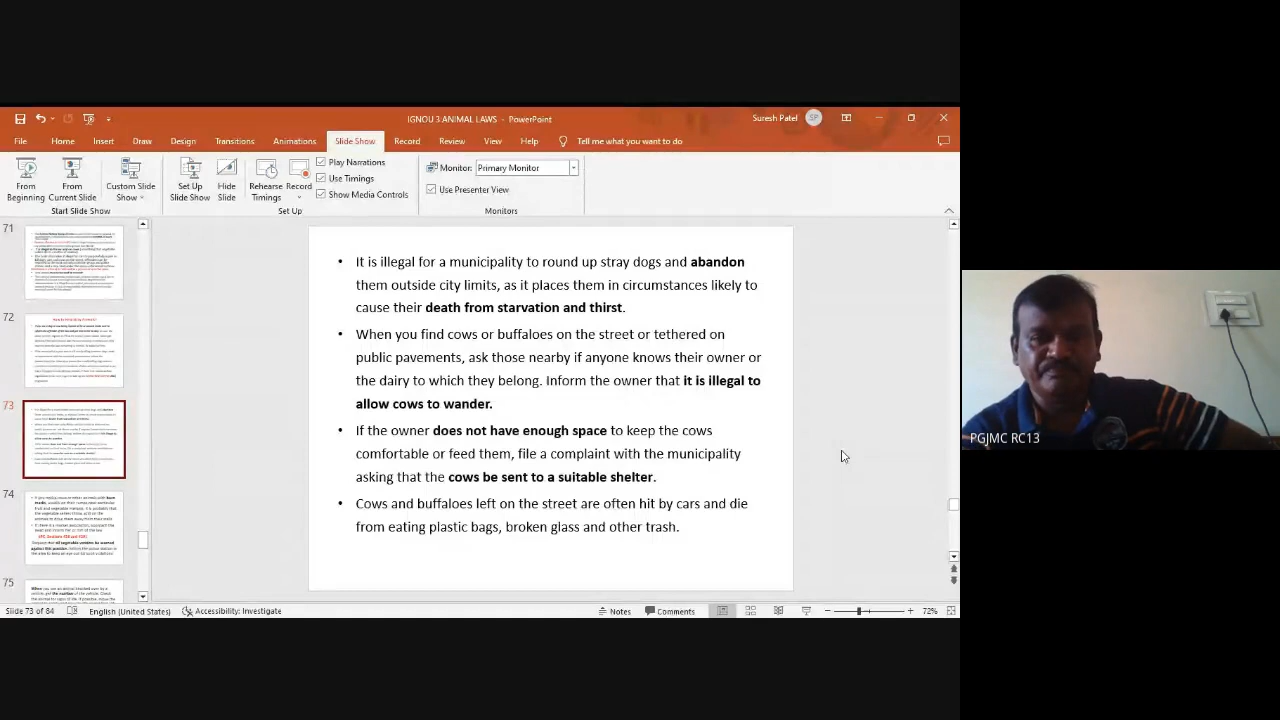 IGNOU 3 ANIMAL LAWS - PowerPoint
Suresh Patel
SP
File Home Insert Draw Design Transitions Animations Slide Show Record Review View Help Tell me what you want to do
From Beginning
From Current Slide
Custom Slide Show
Start Slide Show
Set Up Slide Show
Hide Slide
Rehearse Timings
Record
Play Narrations
Use Timings
Show Media Controls
Set Up
Monitor: Primary Monitor
Use Presenter View
Monitors
71
72
73
74
75
• It is illegal for a municipality to round up stray dogs and abandon
them outside city limits, as it places them in circumstances likely to
cause their death from starvation and thirst.
• When you find cows or buffaloes on the street or tethered on
public pavements, ask those nearby if anyone knows their owner or
the dairy to which they belong. Inform the owner that it is illegal to
allow cows to wander.
• If the owner does not have enough space to keep the cows
comfortable or feed them, file a complaint with the municipality
asking that the cows be sent to a suitable shelter.
• Cows and buffaloes left on the street are often hit by cars and die
from eating plastic bags, broken glass and other trash.
PGJMC RC13
Slide 73 of 84 English (United States) Accessibility: Investigate Notes Comments 72%